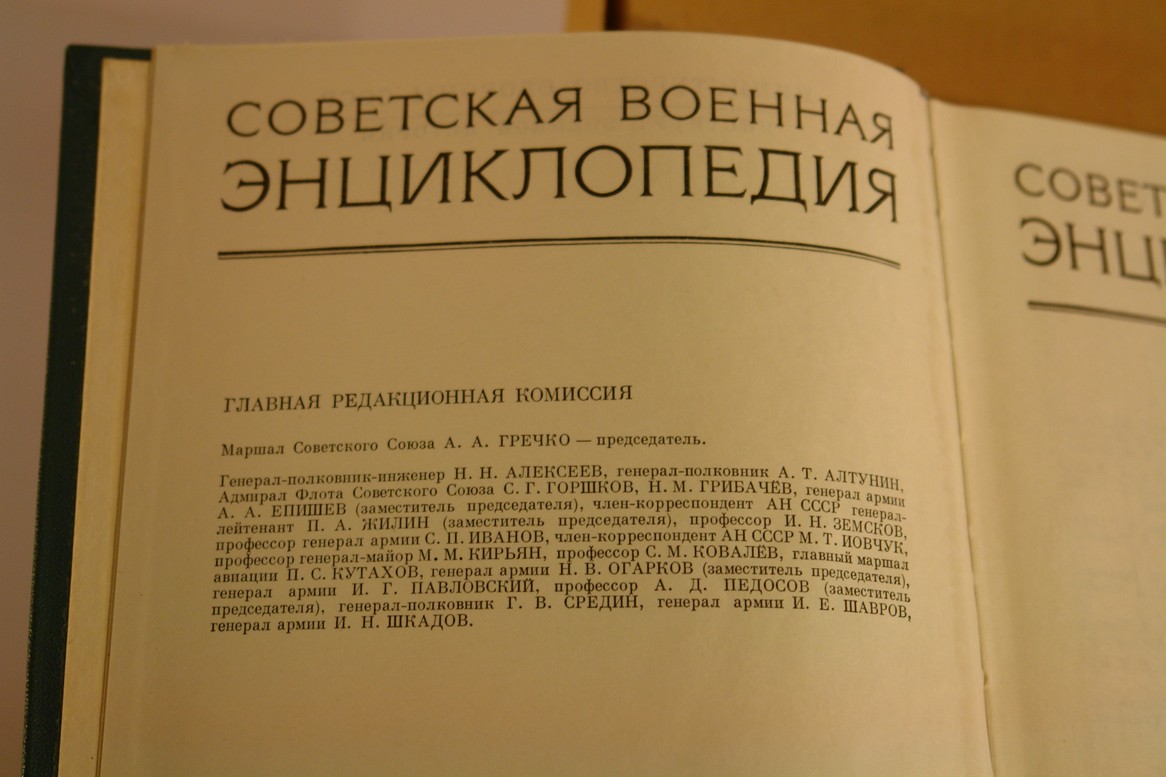 СОВЕТСКАЯ ВОЕННАЯ
ЭНЦИКЛОПЕДИЯ
ГЛАВНАЯ РЕДАКЦИОННАЯ КОМИССИЯ
Маршал Советского Союза А. А. ГРЕЧКО — председатель.
Генерал-полковник-инженер Н. Н. АЛЕКСЕЕВ, генерал-полковник А. Т. АЛТУНИН,
Адмирал Флота Советского Союза С. Г. ГОРШКОВ, Н. М. ГРИБАЧЁВ, генерал армии
А. А. ЕПИШЕВ (заместитель председателя), член-корреспондент АН СССР генерал-
лейтенант П. А. ЖИЛИН (заместитель председателя), профессор И. Н. ЗЕМСКОВ,
профессор генерал армии С. П. ИВАНОВ, член-корреспондент АН СССР М. Т. ИОВЧУК,
профессор генерал-майор М. М. КИРЬЯН, профессор С. М. КОВАЛЁВ, главный маршал
авиации П. С. КУТАХОВ, генерал армии Н. В. ОГАРКОВ (заместитель председателя),
генерал армии И. Г. ПАВЛОВСКИЙ, профессор А. Д. ПЕДОСОВ (заместитель
председателя), генерал-полковник Г. В. СРЕДИН, генерал армии И. Е. ШАВРОВ,
генерал армии И. Н. ШКАДОВ.
СОВЕТ
ЭНЦ